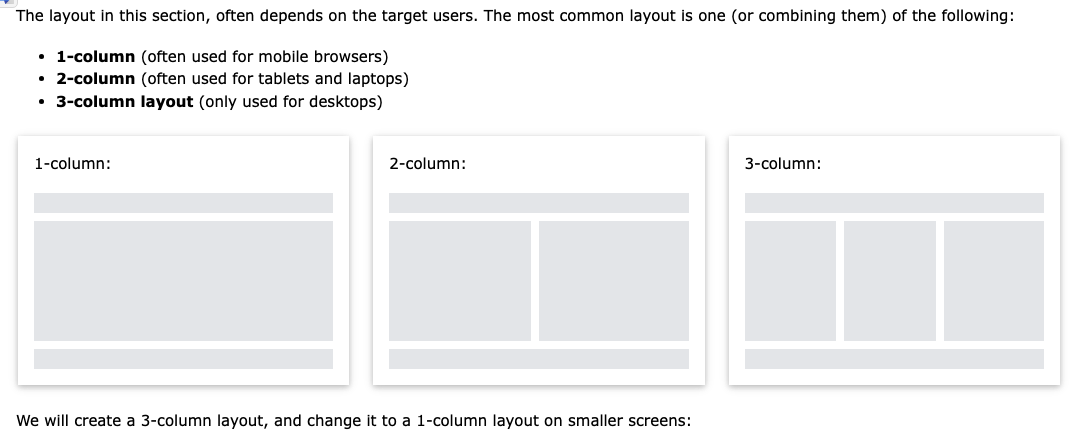 The layout in this section, often depends on the target users. The most common layout is one (or combining them) of the following:
• 1-column (often used for mobile browsers)
• 2-column (often used for tablets and laptops)
• 3-column layout (only used for desktops)
1-column:
2-column:
3-column:
We will create a 3-column layout, and change it to a 1-column layout on smaller screens: